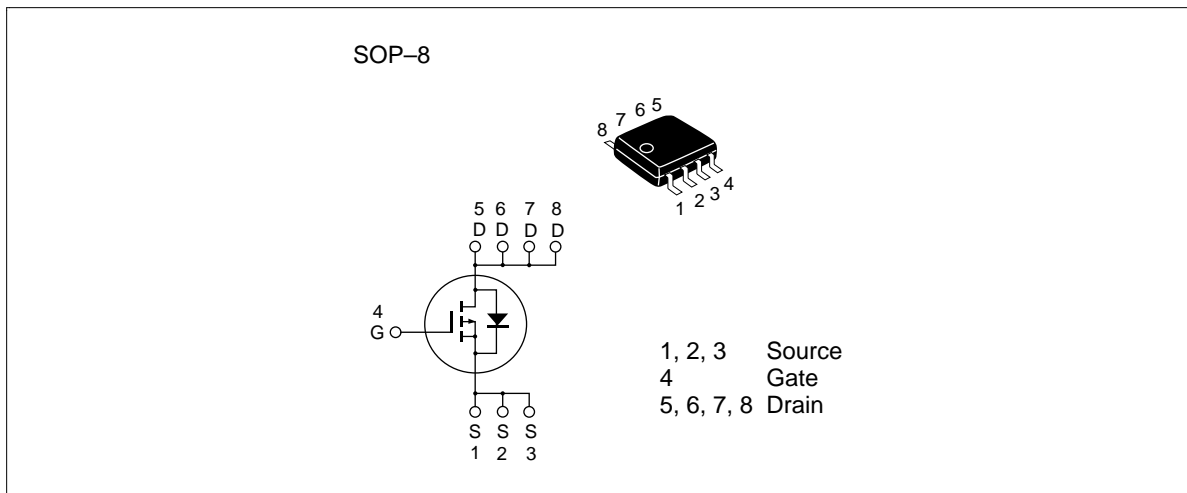 SOP–8
8 7 6 5
1 2 3 4
5 6 7 8
D D D D
4
G
S S S
1 2 3
1, 2, 3 Source
4 Gate
5, 6, 7, 8 Drain